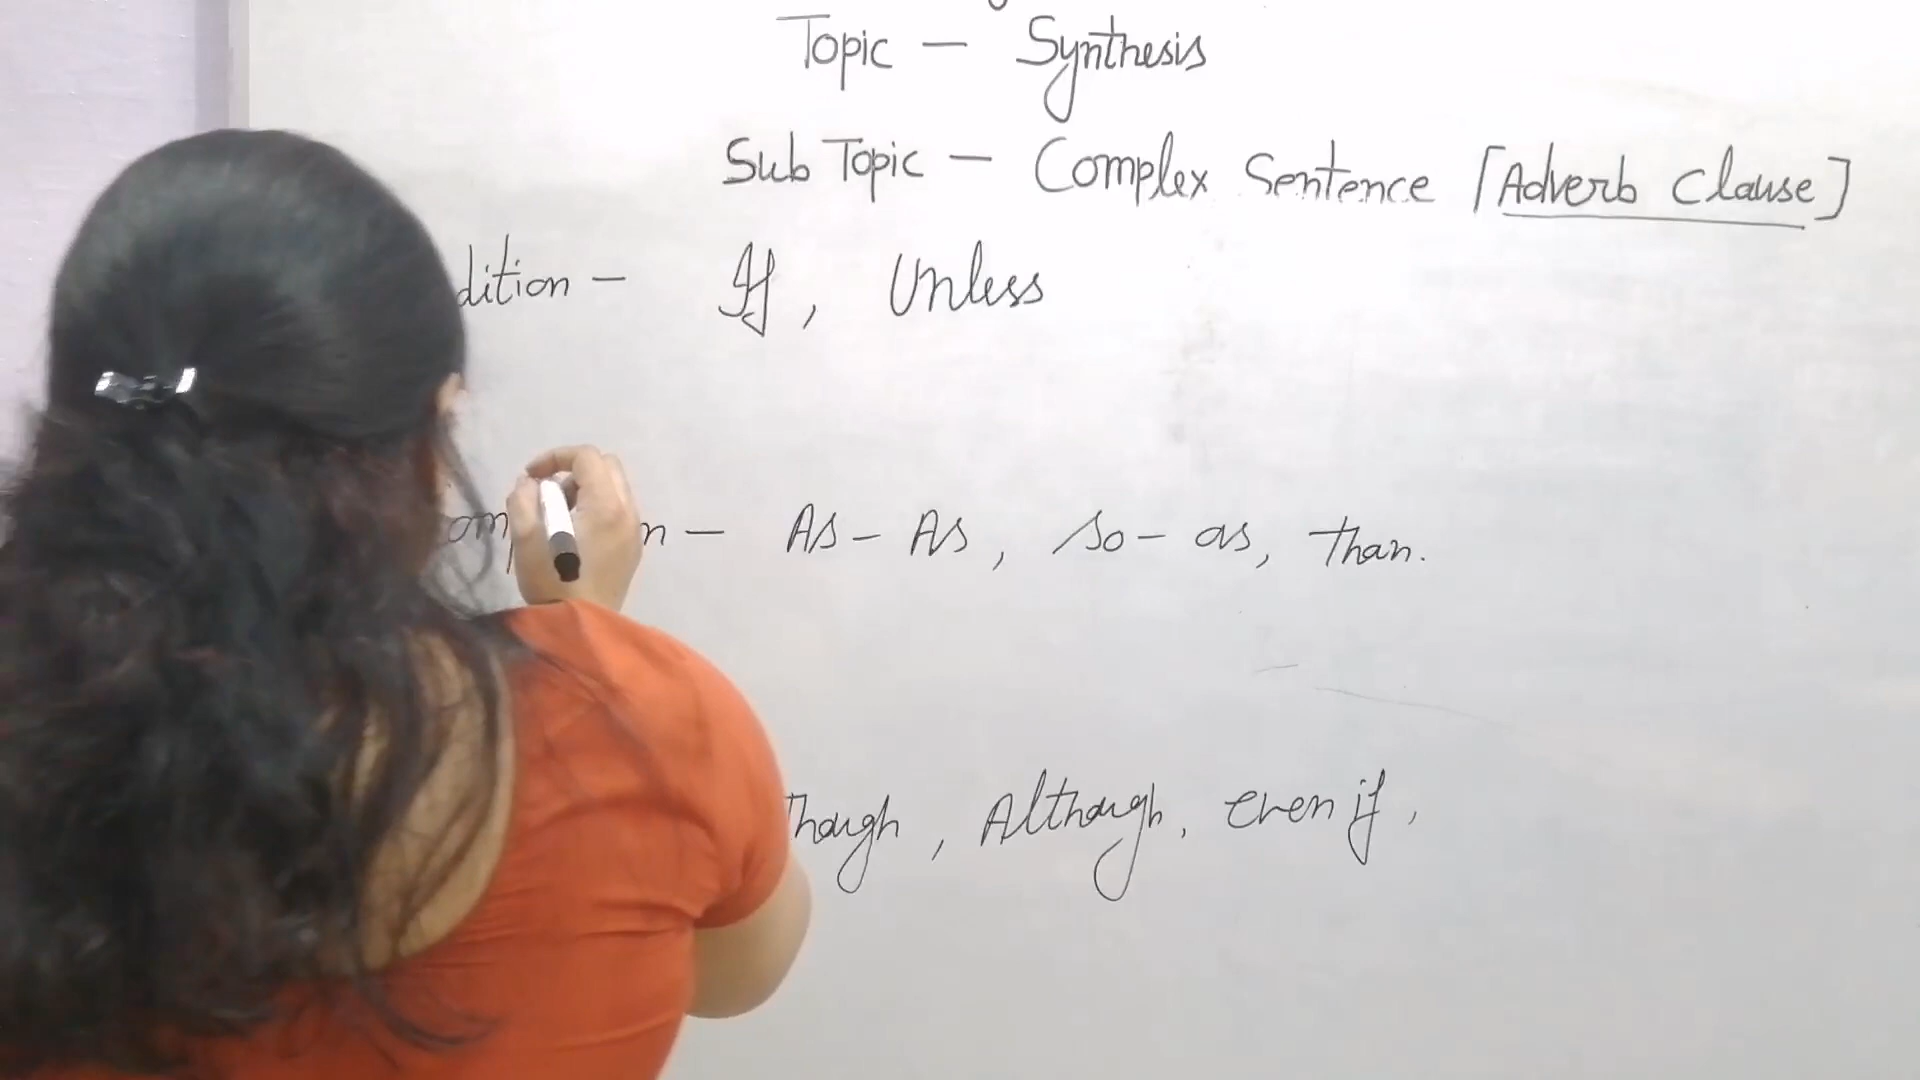 Topic - Synthesis
Sub Topic - Complex Sentence [Adverb Clause]
dition - If, Unless
As - As, so - as, than.
Though, Although, even if,